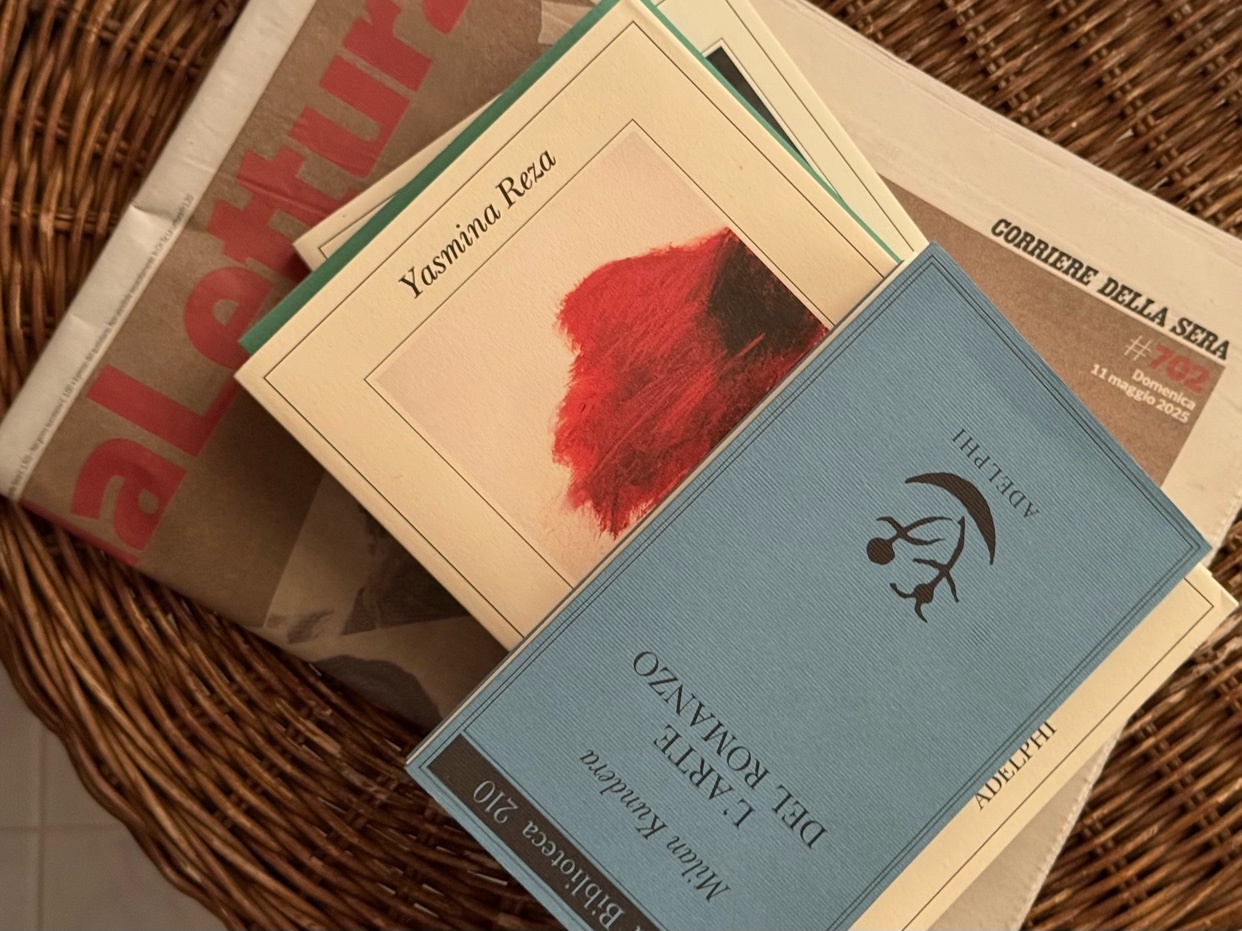 laLettura
CORRIERE DELLA SERA
#702
Domenica
11 maggio 2025
Yasmina Reza
ADELPHI
Biblioteca 210
Milan Kundera
L'ARTE
DEL ROMANZO
ADELPHI